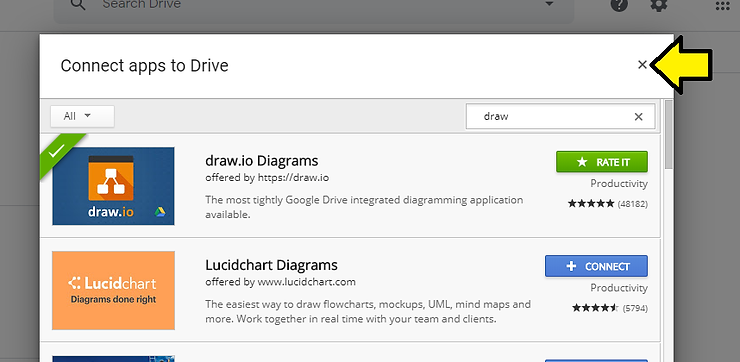 Search Drive
Connect apps to Drive
All
draw
draw.io
draw.io Diagrams
offered by https://draw.io
The most tightly Google Drive integrated diagramming application
available.
RATE IT
Productivity
(48182)
Lucidchart
Diagrams done right
Lucidchart Diagrams
offered by www.lucidchart.com
The easiest way to draw flowcharts, mockups, UML, mind maps and
more. Work together in real time with your team and clients.
CONNECT
Productivity
(5794)